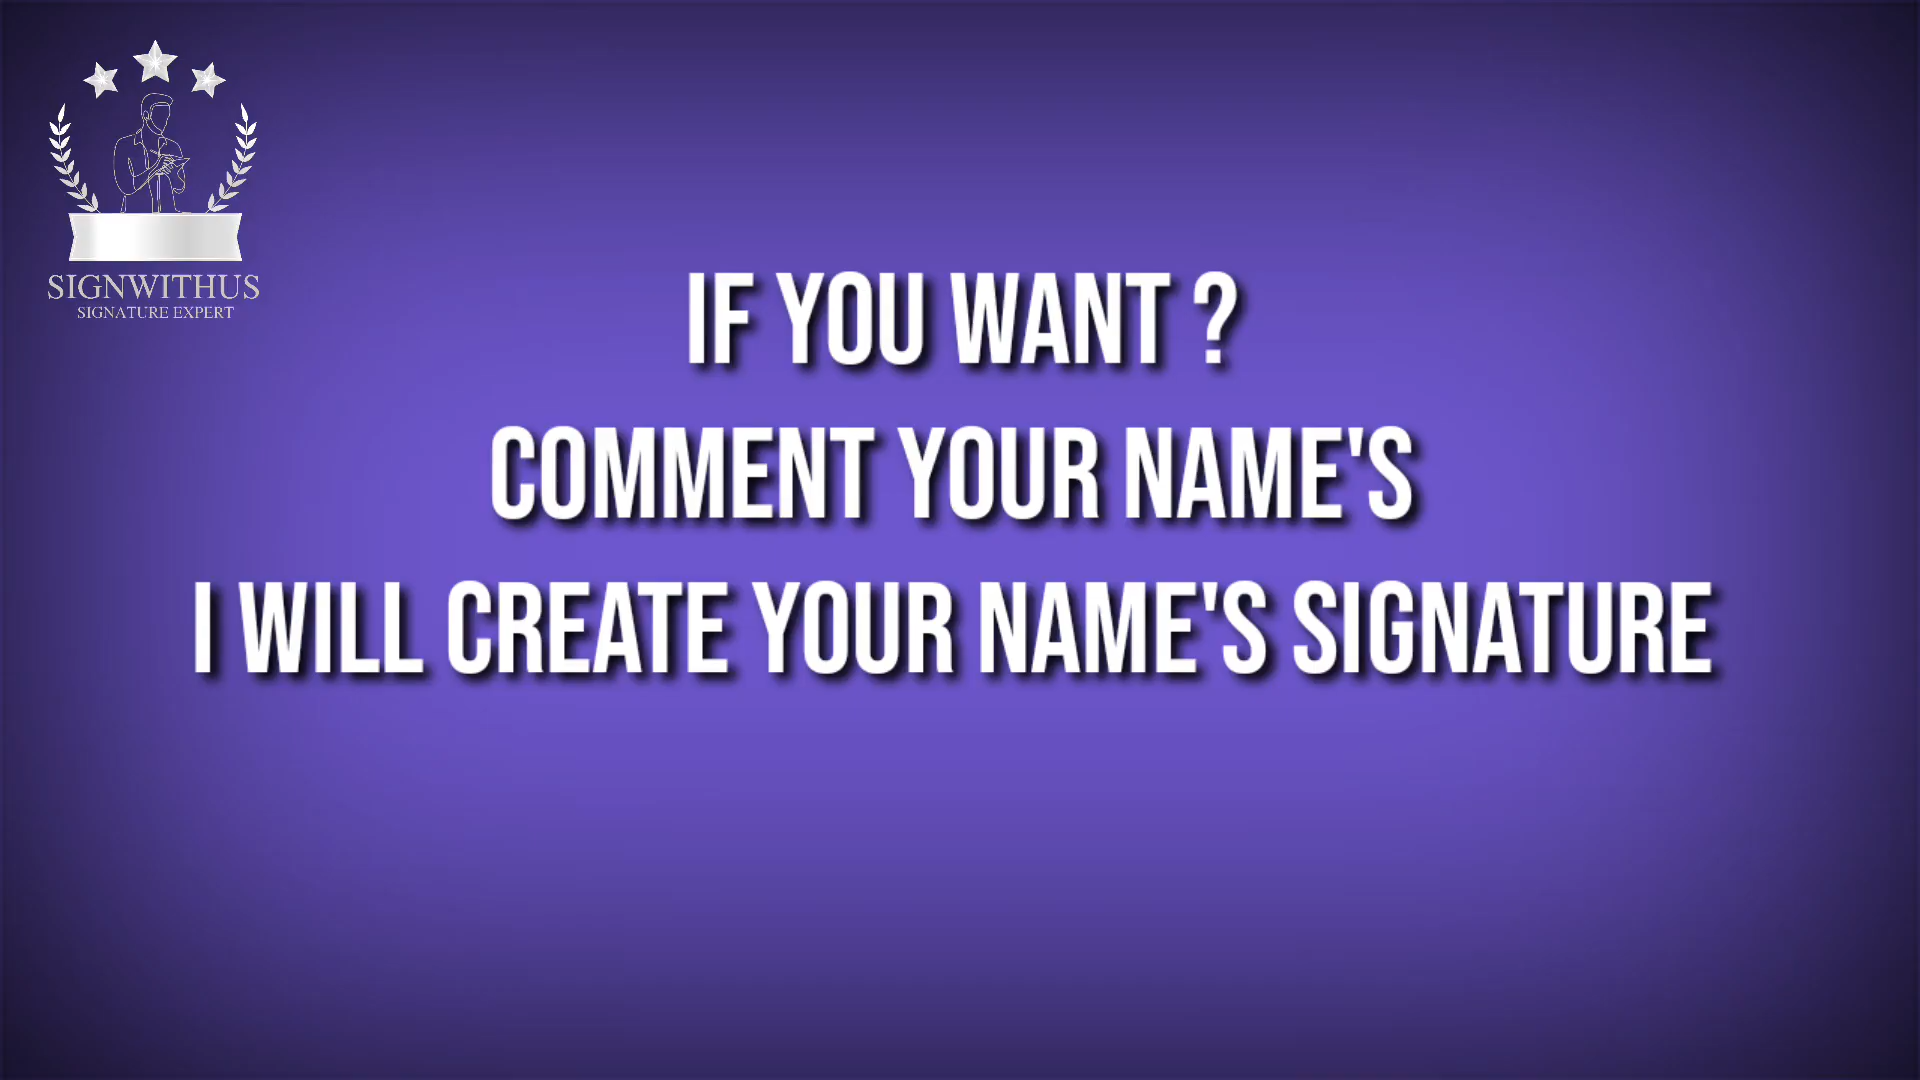 SIGNWITHUS
SIGNATURE EXPERT
IF YOU WANT ?
COMMENT YOUR NAME'S
I WILL CREATE YOUR NAME'S SIGNATURE